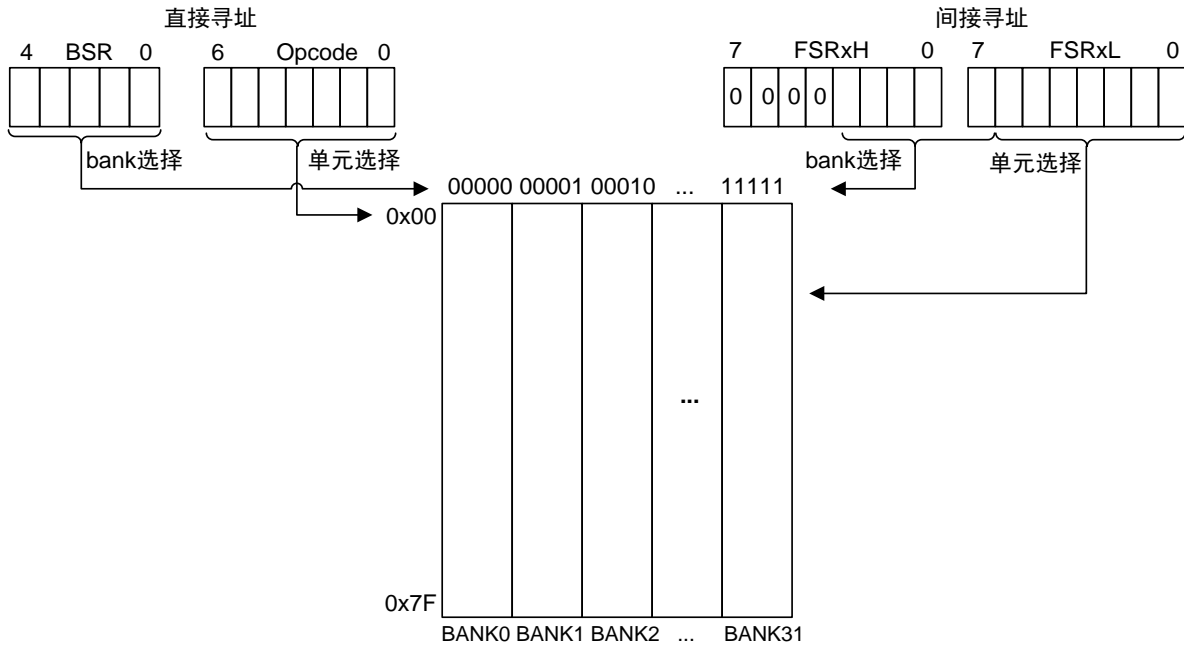 直接寻址 间接寻址
4 BSR 0 6 Opcode 0 7 FSRxH 0 7 FSRxL 0
0 0 0 0
bank选择 单元选择 bank选择 单元选择
00000 00001 00010 ... 11111
0x00
...
0x7F
BANK0 BANK1 BANK2 ... BANK31